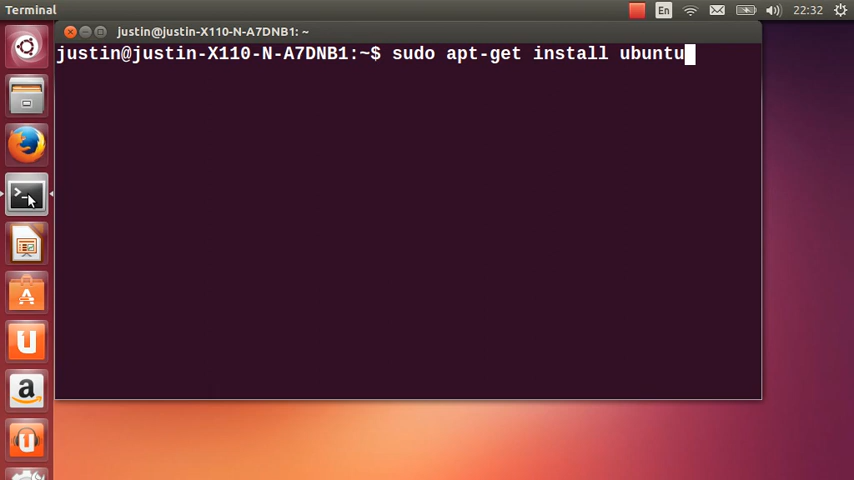 Terminal
En
22:32
justin@justin-X110-N-A7DNB1: ~
justin@justin-X110-N-A7DNB1:~$ sudo apt-get install ubuntu
>_
A
U
a
U